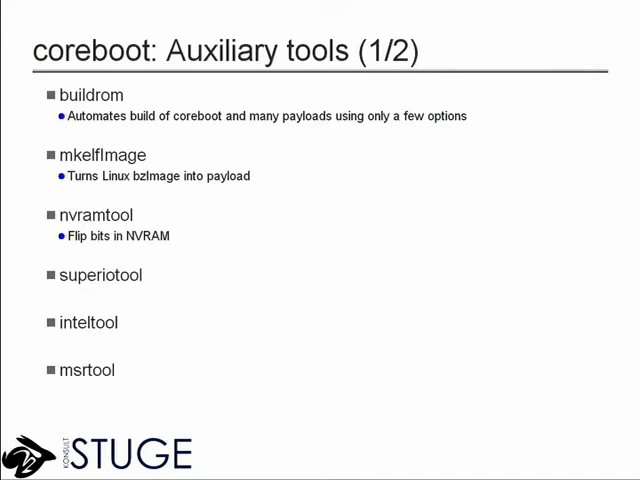 coreboot: Auxiliary tools (1/2)
buildrom
Automates build of coreboot and many payloads using only a few options
mkelfImage
Turns Linux bzImage into payload
nvramtool
Flip bits in NVRAM
superiotool
inteltool
msrtool
KONSULT
STUGE